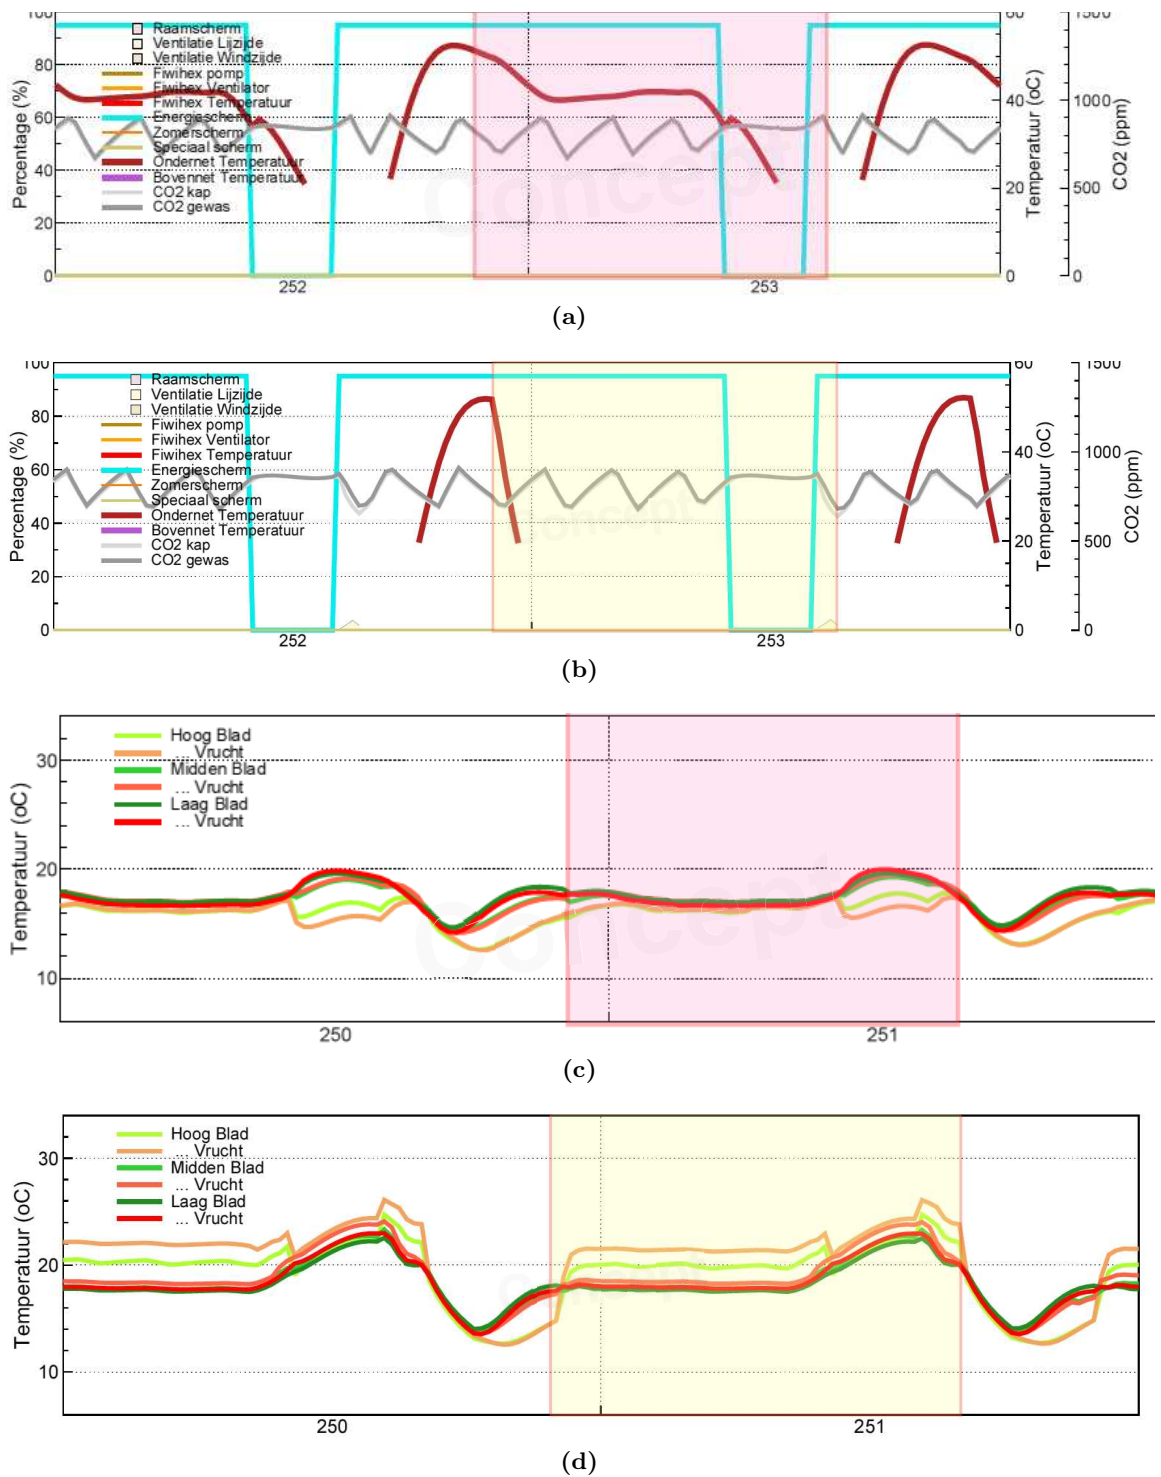 100
80
60
40
20
0
Percentage (%)
Raamscherm
Ventilatie Lijzijde
Ventilatie Windzijde
Fiwihex pomp
Fiwihex Ventilator
Fiwihex Temperatuur
Energiescherm
Zomerscherm
Speciaal scherm
Ondernet Temperatuur
Bovennet Temperatuur
CO2 kap
CO2 gewas
Concept
60
40
20
0
Temperatuur (oC)
1500
1000
500
0
CO2 (ppm)
252 253
(a)
100
80
60
40
20
0
Percentage (%)
Raamscherm
Ventilatie Lijzijde
Ventilatie Windzijde
Fiwihex pomp
Fiwihex Ventilator
Fiwihex Temperatuur
Energiescherm
Zomerscherm
Speciaal scherm
Ondernet Temperatuur
Bovennet Temperatuur
CO2 kap
CO2 gewas
Concept
60
40
20
0
Temperatuur (oC)
1500
1000
500
0
CO2 (ppm)
252 253
(b)
30
20
10
Temperatuur (oC)
Hoog Blad
... Vrucht
Midden Blad
... Vrucht
Laag Blad
... Vrucht
Concept
250 251
(c)
30
20
10
Temperatuur (oC)
Hoog Blad
... Vrucht
Midden Blad
... Vrucht
Laag Blad
... Vrucht
Concept
250 251
(d)